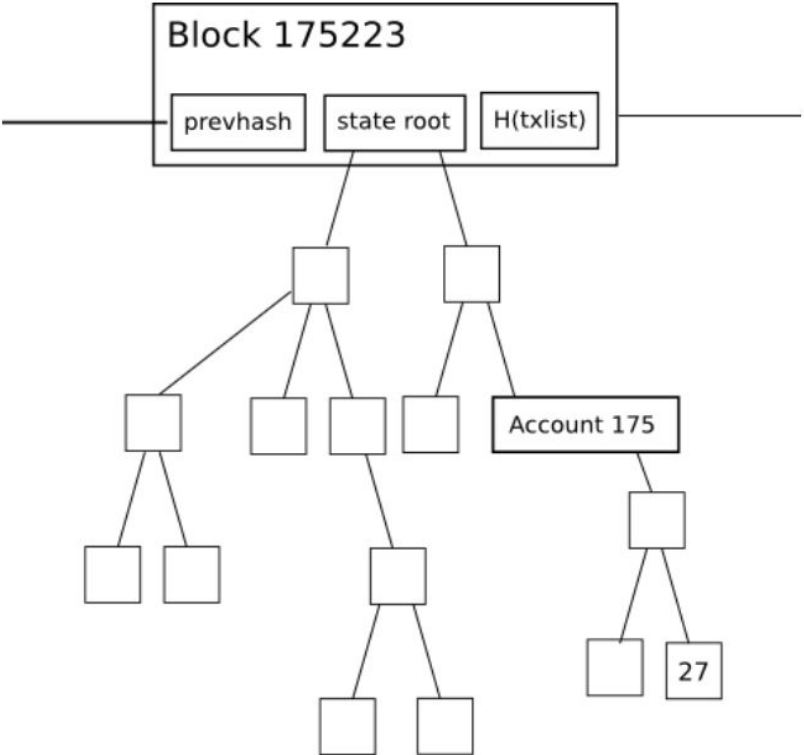 Block 175223
prevhash
state root
H(txlist)
Account 175
27